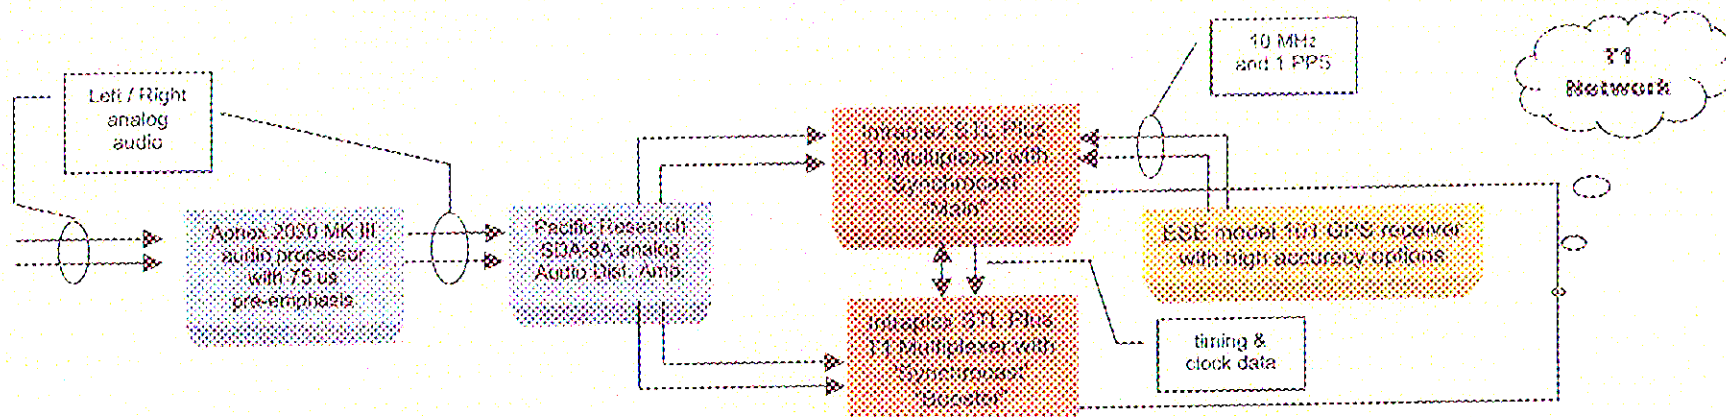 Left / Right
analog
audio
Aphex 2020 MK III
audio processor
with 75 us
pre-emphasis
Pacific Research
SDA-8A analog
Audio Dist. Amp.
Intraplex STL Plus
T1 Multiplexer with
"Synchrocast"
"Main"
Intraplex STL Plus
T1 Multiplexer with
"Synchrocast"
"Booster"
10 MHz
and 1 PPS
ESE model 101 GPS receiver
with high accuracy options
timing &
clock data
T1
Network